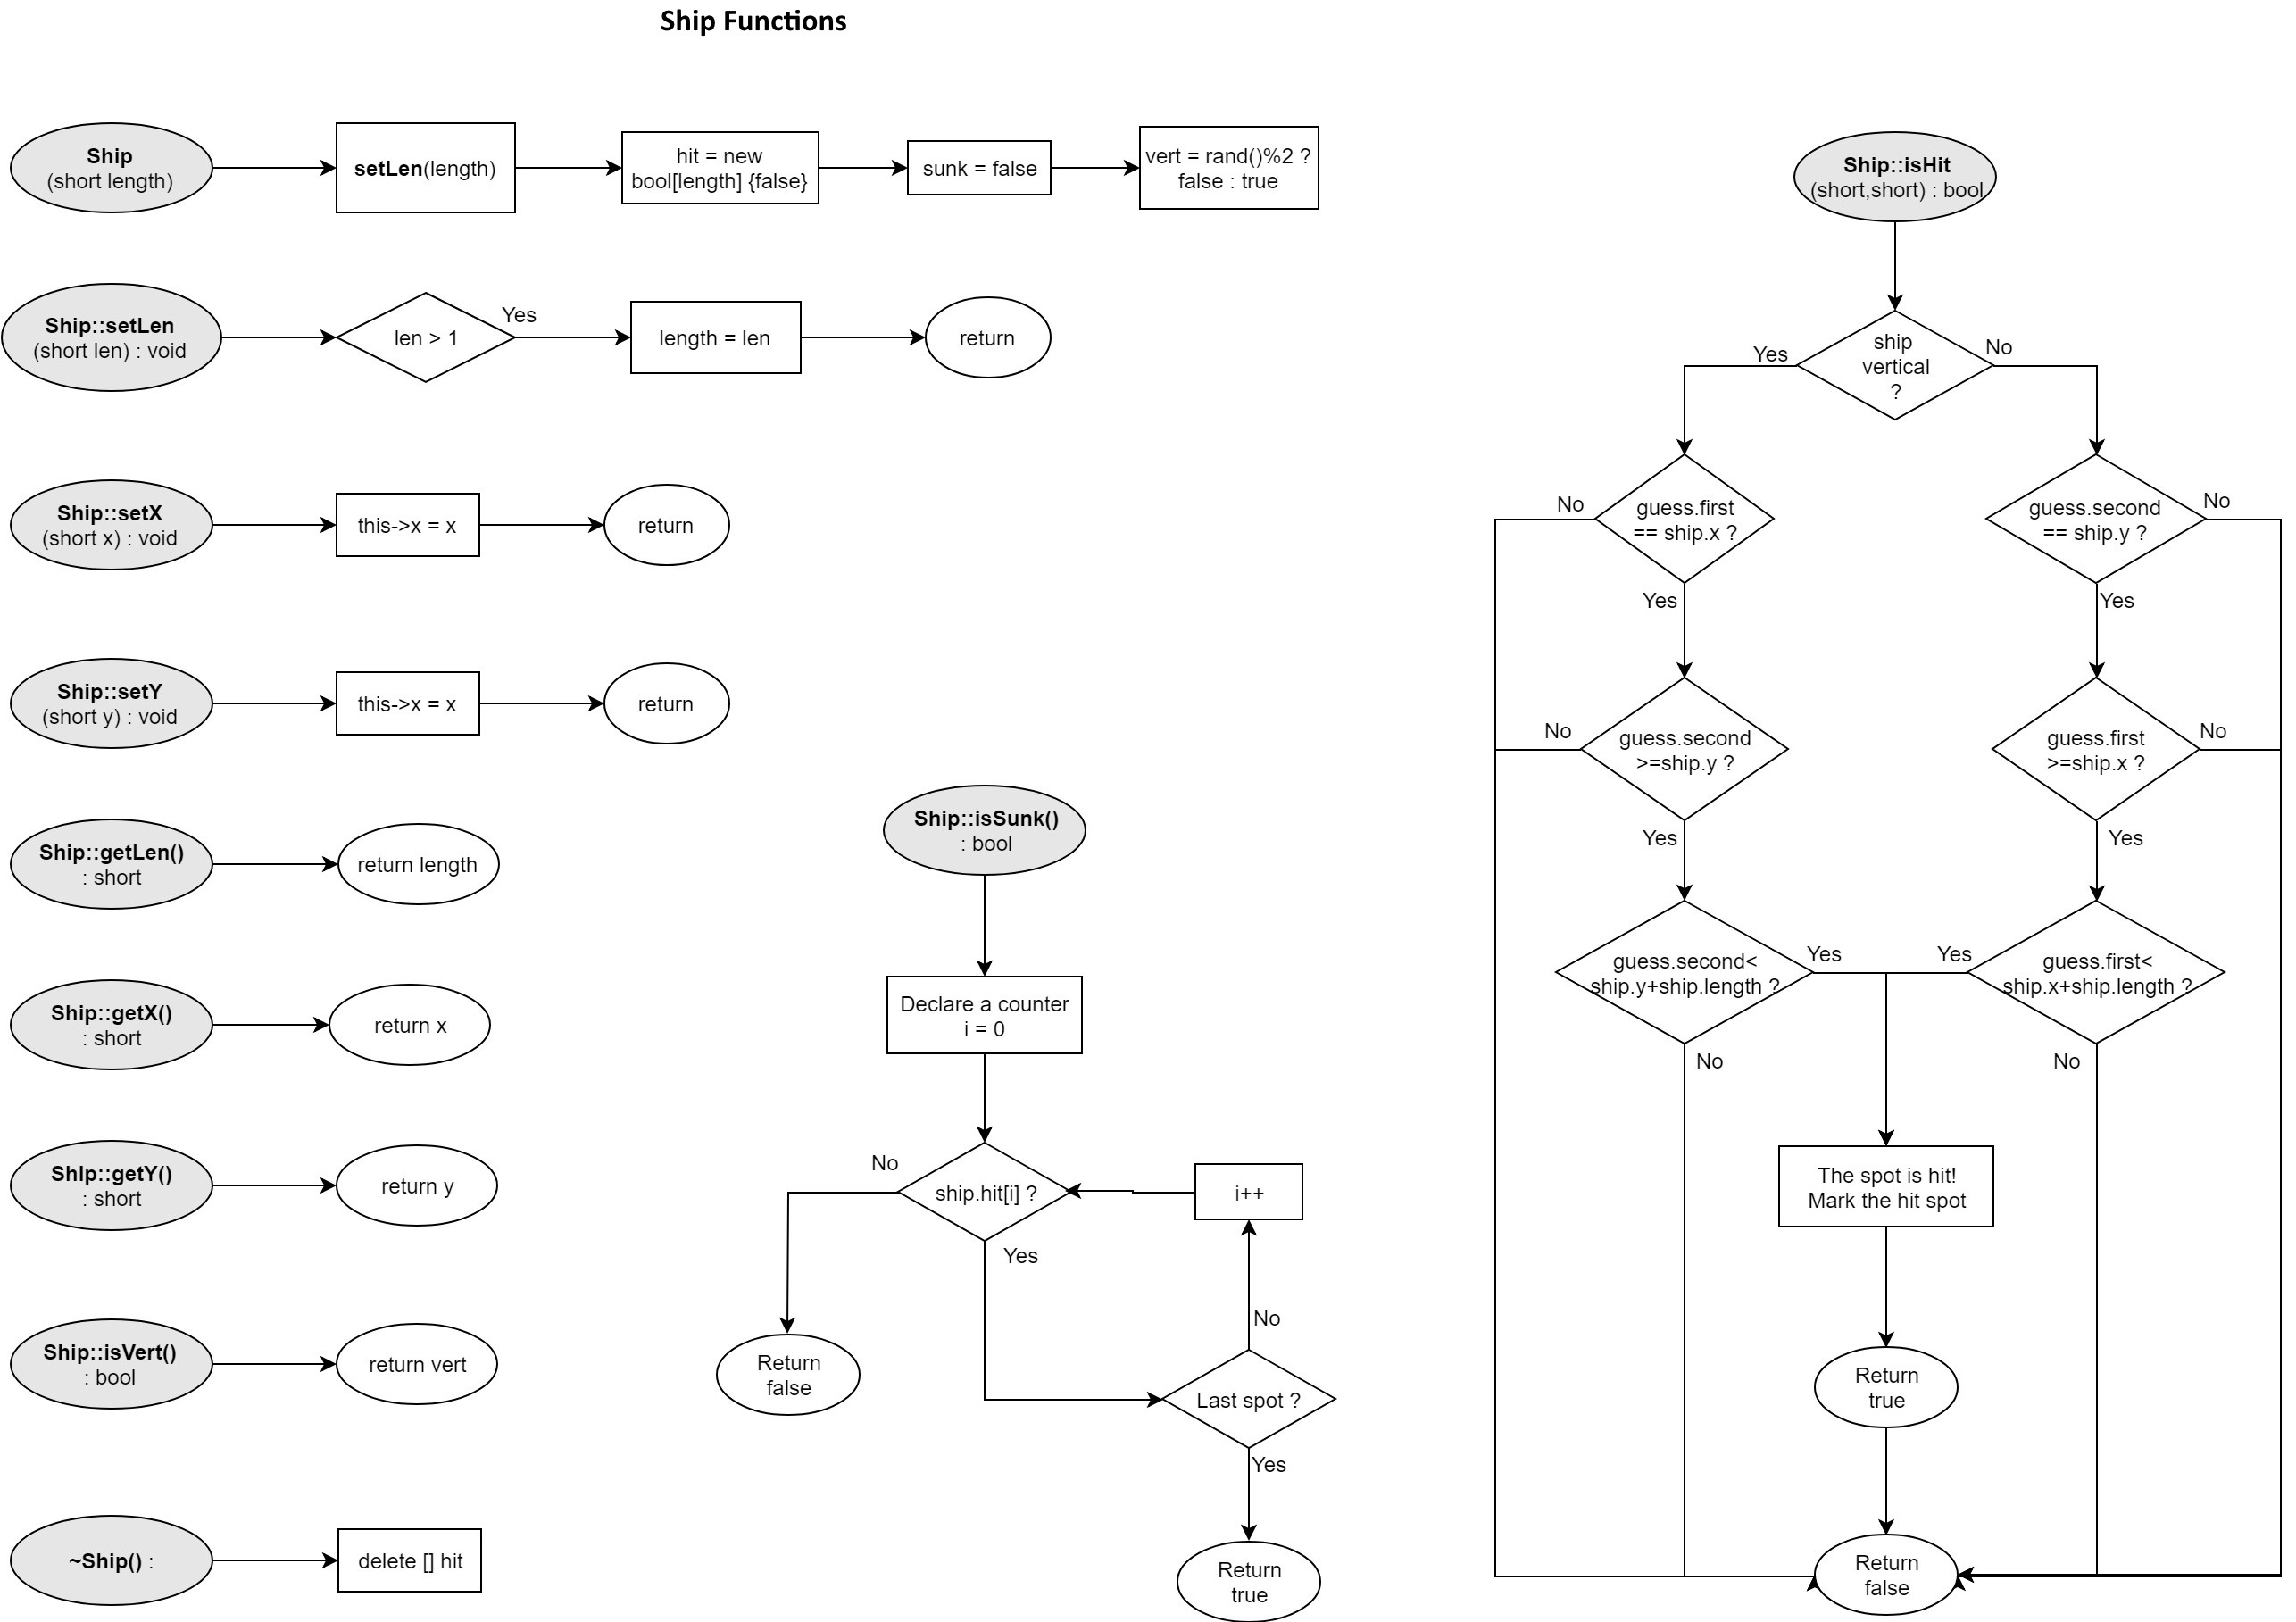 Ship Functions
Ship
(short length)
setLen(length)
hit = new
bool[length] {false}
sunk = false
vert = rand()%2 ?
false : true
Ship::setLen
(short len) : void
len > 1
Yes
length = len
return
Ship::setX
(short x) : void
this->x = x
return
Ship::setY
(short y) : void
this->x = x
return
Ship::getLen()
: short
return length
Ship::getX()
: short
return x
Ship::getY()
: short
return y
Ship::isVert()
: bool
return vert
~Ship() :
delete [] hit
Ship::isSunk()
: bool
Declare a counter
i = 0
No
ship.hit[i] ?
i++
Yes
No
Return
false
Last spot ?
Yes
Return
true
Ship::isHit
(short,short) : bool
Yes
ship
vertical
?
No
No
guess.first
== ship.x ?
guess.second
== ship.y ?
No
Yes
Yes
No
guess.second
>=ship.y ?
guess.first
>=ship.x ?
No
Yes
Yes
guess.second<
ship.y+ship.length ?
Yes
Yes
guess.first<
ship.x+ship.length ?
No
No
The spot is hit!
Mark the hit spot
Return
true
Return
false